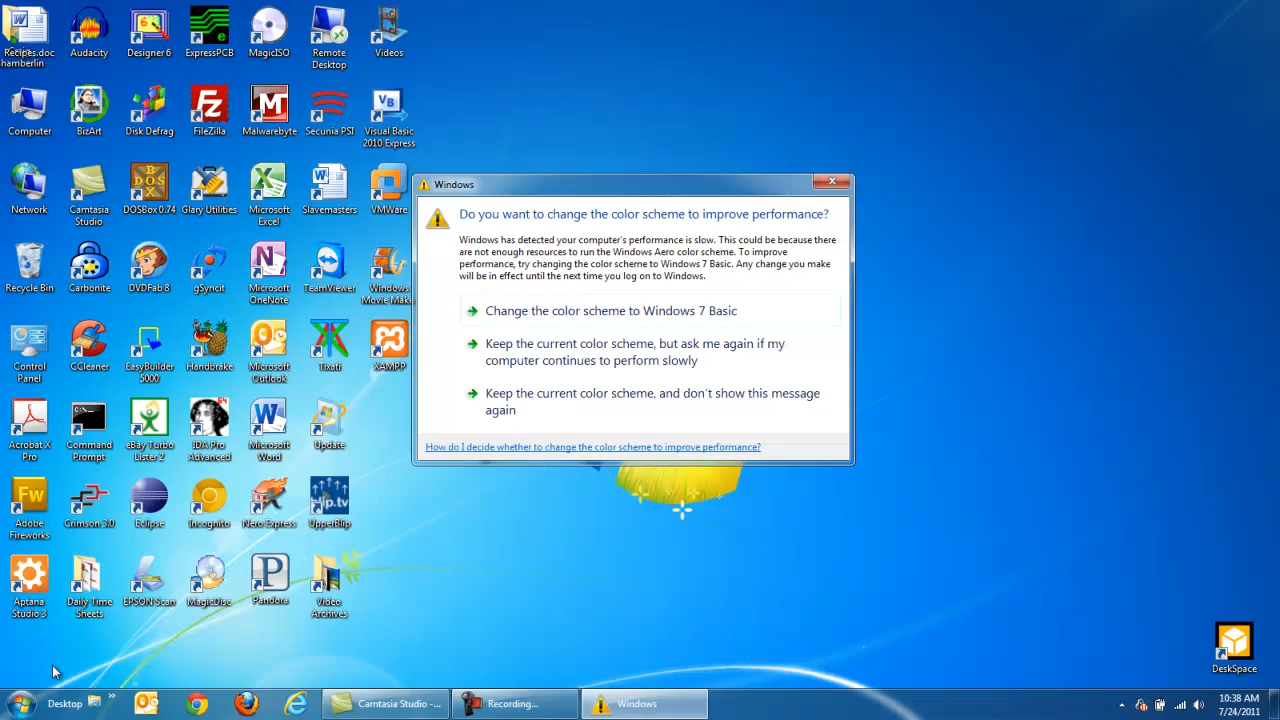 Recipes.doc
hamberlin
Audacity
Designer 6
ExpressPCB
MagicISO
Remote
Desktop
Videos
Computer
BizArt
Disk Defrag
FileZilla
Malwarebyte
Secunia PSI
Visual Basic
2010 Express
Network
Camtasia
Studio
DOSBox 0.74
Glary Utilities
Microsoft
Excel
Slavemasters
VMWare
Recycle Bin
Carbonite
DVDFab 8
gSyncit
Microsoft
OneNote
TeamViewer
Windows
Movie Make
Control
Panel
CCleaner
EasyBuilder
5000
Handbrake
Microsoft
Outlook
Tixati
XAMPP
Acrobat X
Pro
Command
Prompt
eBay Turbo
Lister 2
IDA Pro
Advanced
Microsoft
Word
Update
Adobe
Fireworks
Crimson 3.0
Eclipse
Incognito
Nero Express
UpperBlip
Aptana
Studio 3
Daily Time
Sheets
EPSON Scan
MagicDisc
Pandora
Video
Archives
Windows
Do you want to change the color scheme to improve performance?
Windows has detected your computer's performance is slow. This could be because there
are not enough resources to run the Windows Aero color scheme. To improve
performance, try changing the color scheme to Windows 7 Basic. Any change you make
will be in effect until the next time you log on to Windows.
Change the color scheme to Windows 7 Basic
Keep the current color scheme, but ask me again if my
computer continues to perform slowly
Keep the current color scheme, and don't show this message
again
How do I decide whether to change the color scheme to improve performance?
DeskSpace
Desktop
Camtasia Studio -...
Recording...
Windows
10:38 AM
7/24/2011